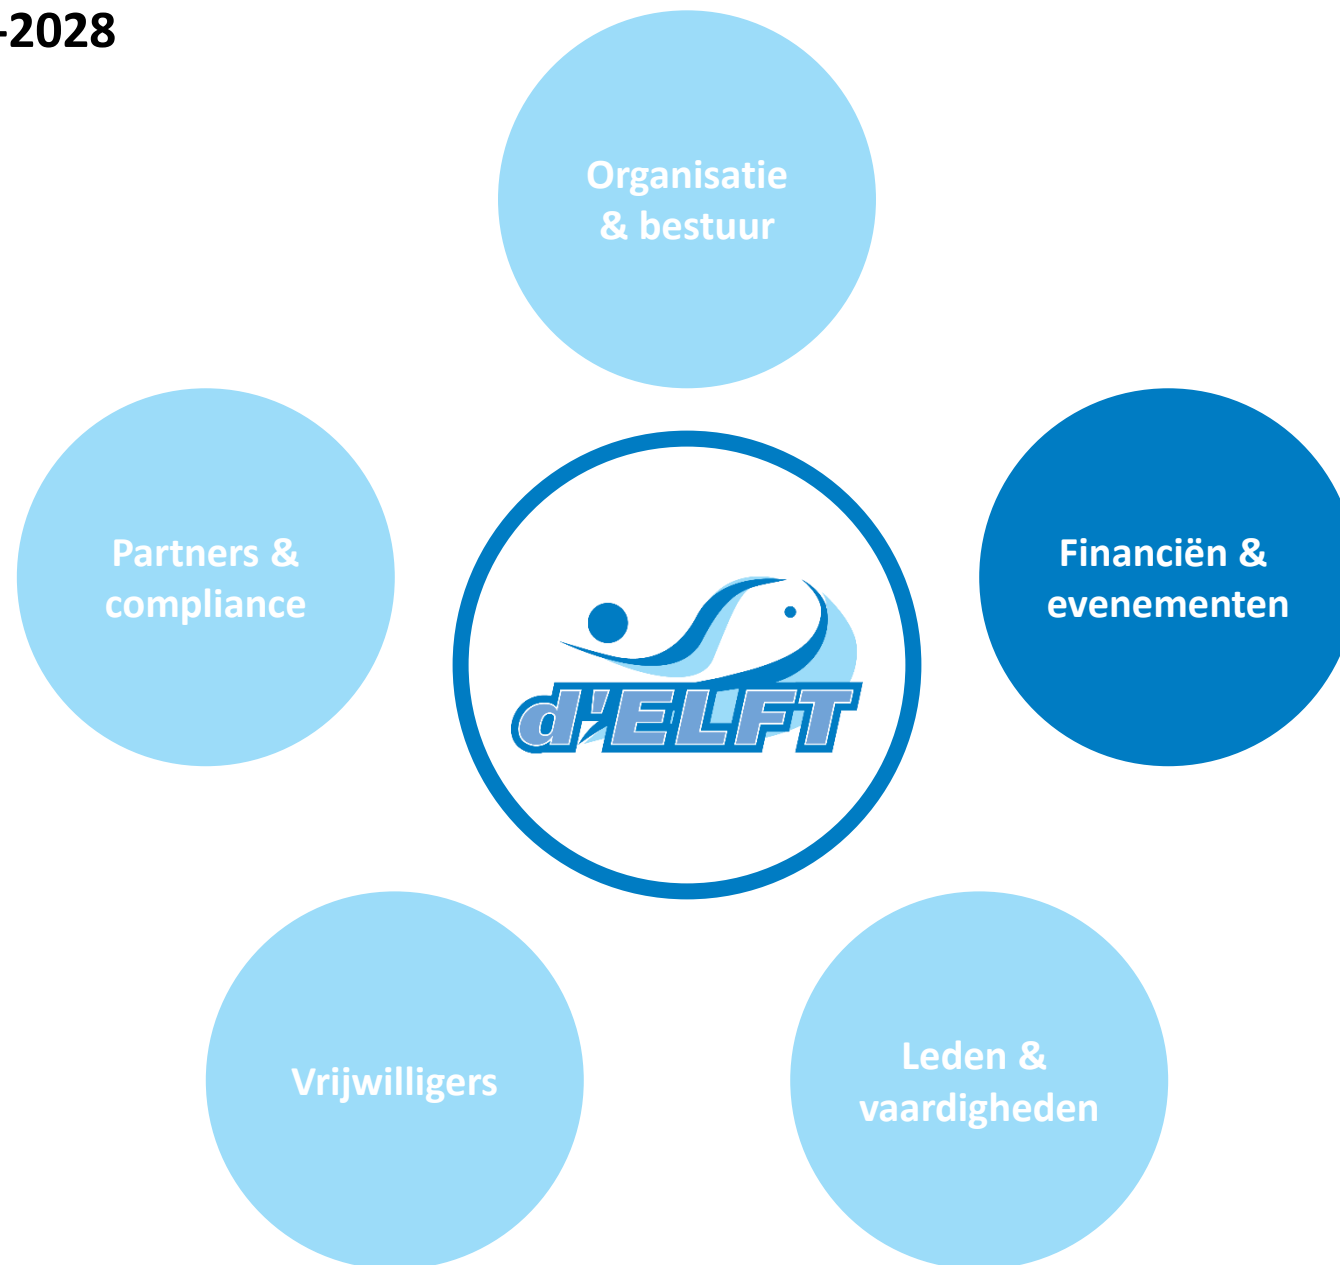 -2028
Organisatie
& bestuur
Partners &
compliance
Financiën &
evenementen
d'ELFT
Vrijwilligers
Leden &
vaardigheden